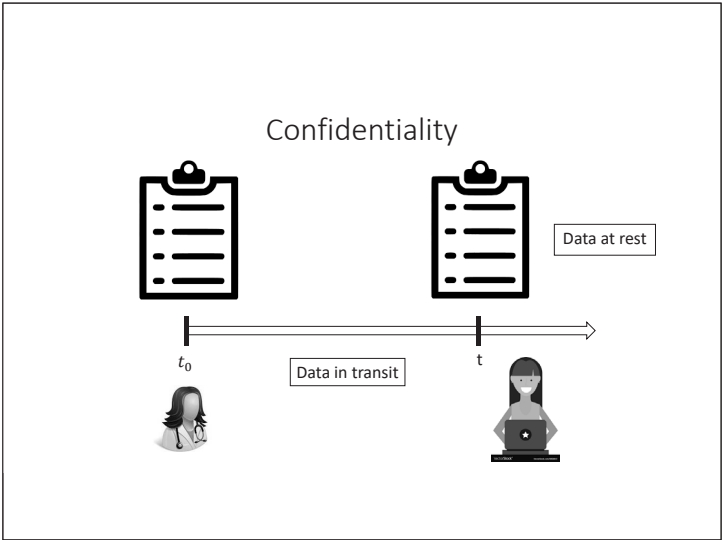 Confidentiality
Data at rest
t₀
t
Data in transit